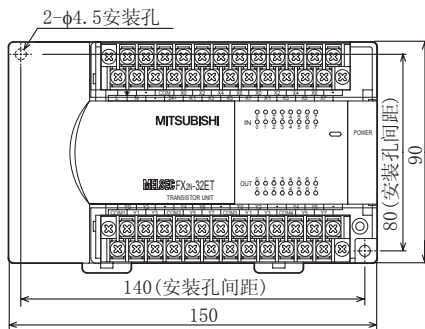 2-φ4.5安装孔
MITSUBISHI
IN
0 1 2 3 4 5 6 7
POWER
MELSEC FX2N-32ET
TRANSISTOR UNIT
OUT
0 1 2 3 4 5 6 7
80(安装孔间距)
90
140(安装孔间距)
150